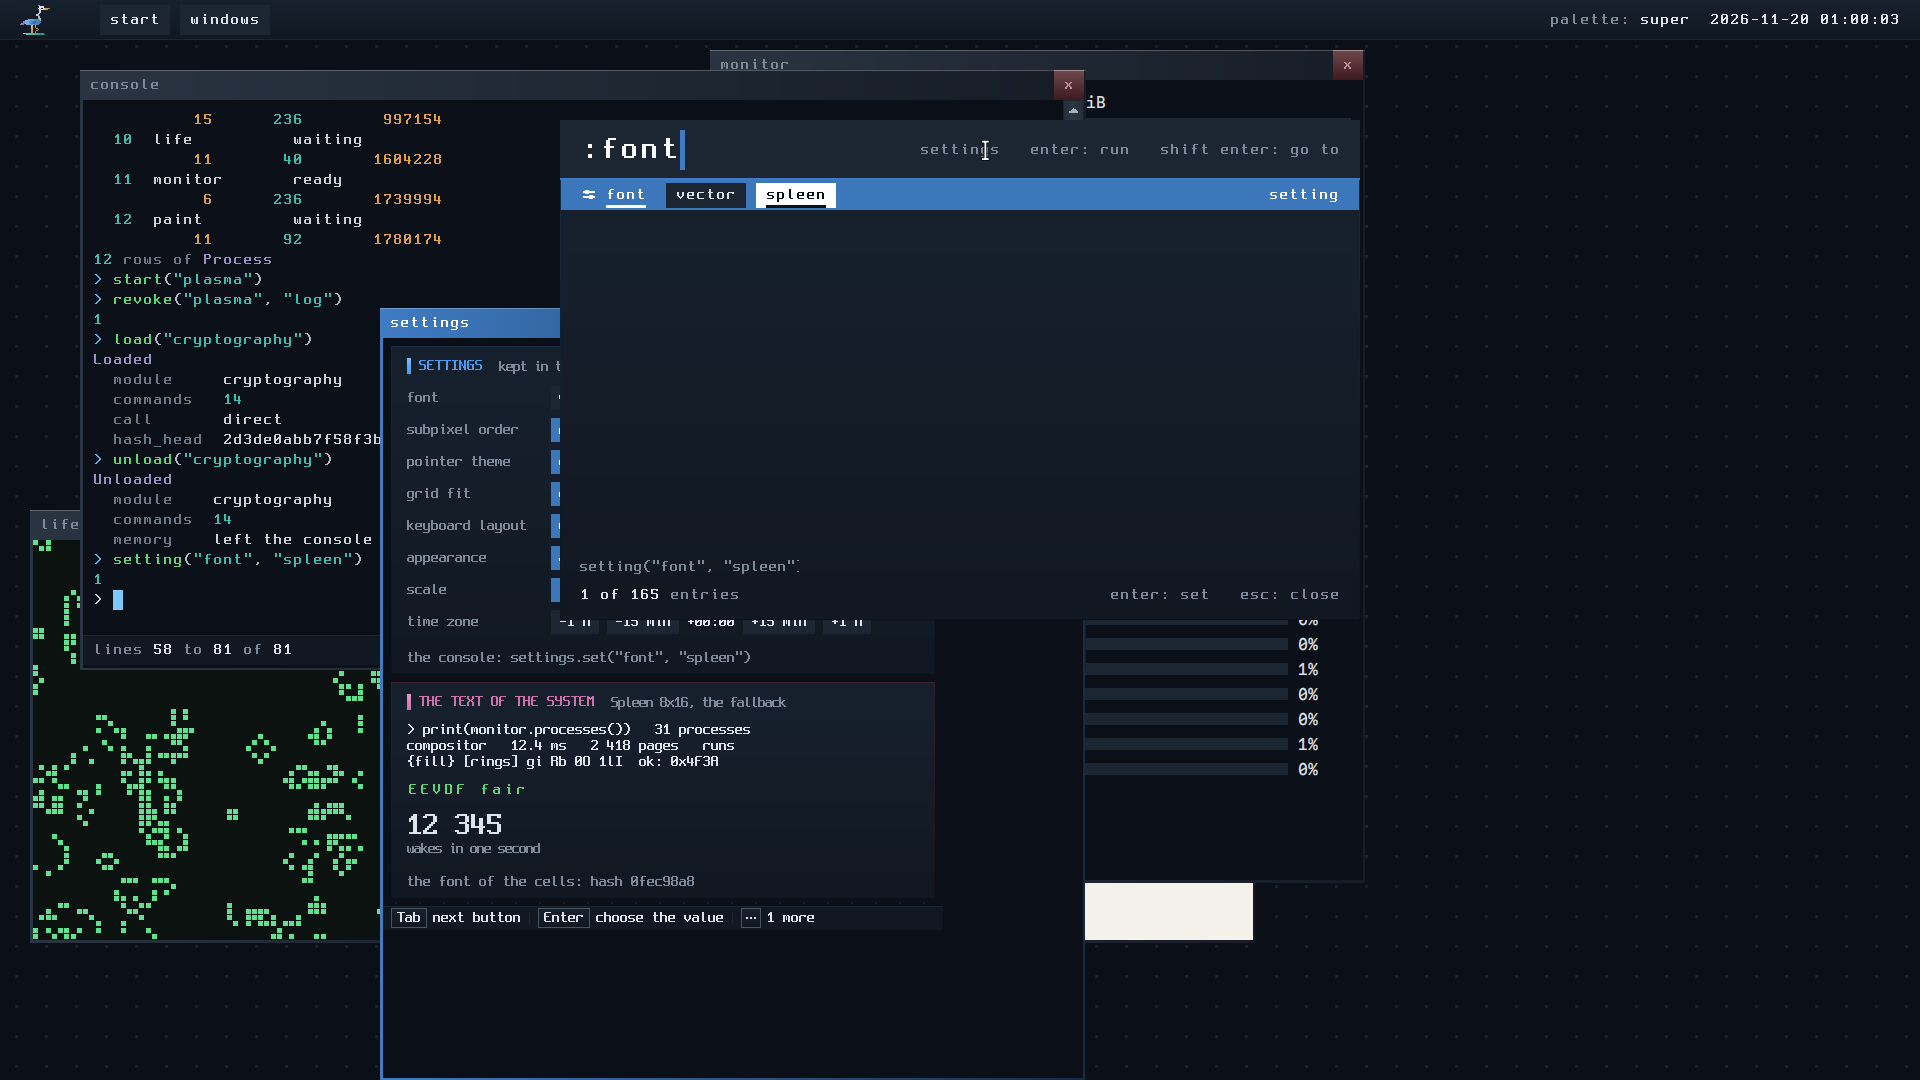 start windows palette: super 2026-11-20 01:00:03
monitor x
console x
iB
15 236 997154
10 life waiting
11 40 1604228
11 monitor ready
6 236 1739994
12 paint waiting
11 92 1780174
12 rows of Process
> start("plasma")
> revoke("plasma", "log")
1
> load("cryptography")
Loaded
module cryptography
commands 14
call direct
hash_head 2d3de0abb7f58f3b
> unload("cryptography")
Unloaded
module cryptography
commands 14
memory left the console
> setting("font", "spleen")
1
>
lines 58 to 81 of 81
:font settings enter: run shift enter: go to
font vector spleen setting
setting("font", "spleen")
1 of 165 entries enter: set esc: close
life
settings
SETTINGS kept in t
font
subpixel order
pointer theme
grid fit
keyboard layout
appearance
scale
time zone -1 h -15 min +00:00 +15 min +1 h
the console: settings.set("font", "spleen")
THE TEXT OF THE SYSTEM Spleen 8x16, the fallback
> print(monitor.processes()) 31 processes
compositor 12.4 ms 2 418 pages runs
{fill} [rings] gi Rb 0O 1lI ok: 0x4F3A
EEVDF fair
12 345
wakes in one second
the font of the cells: hash 0fec98a8
Tab next button Enter choose the value ... 1 more
0%
0%
1%
0%
0%
1%
0%